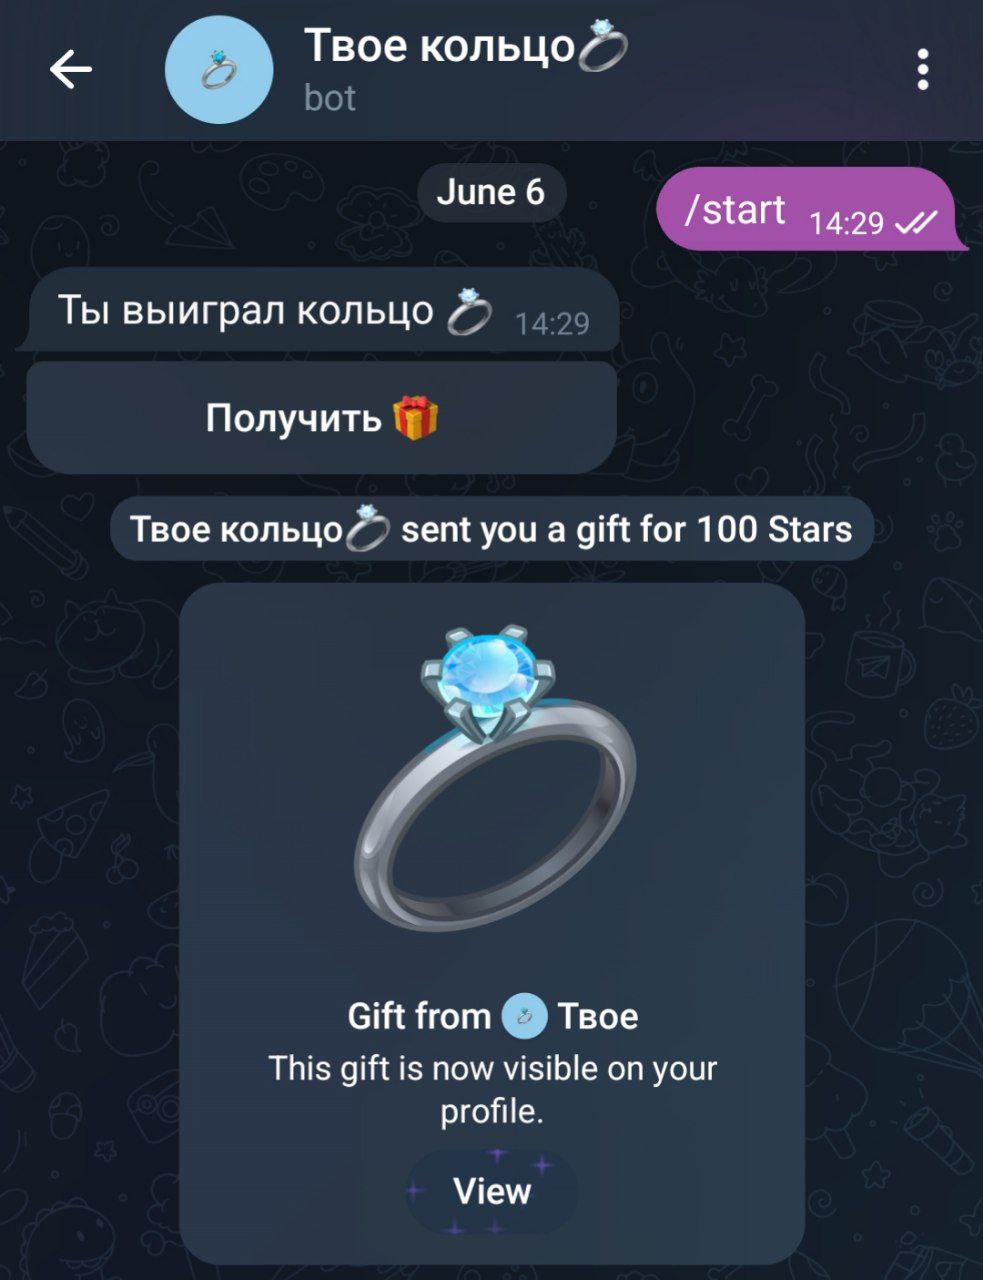 Твое кольцо💍
bot
June 6
/start 14:29
Ты выиграл кольцо 💍 14:29
Получить 🎁
Твое кольцо💍 sent you a gift for 100 Stars
Gift from Твое
This gift is now visible on your
profile.
View